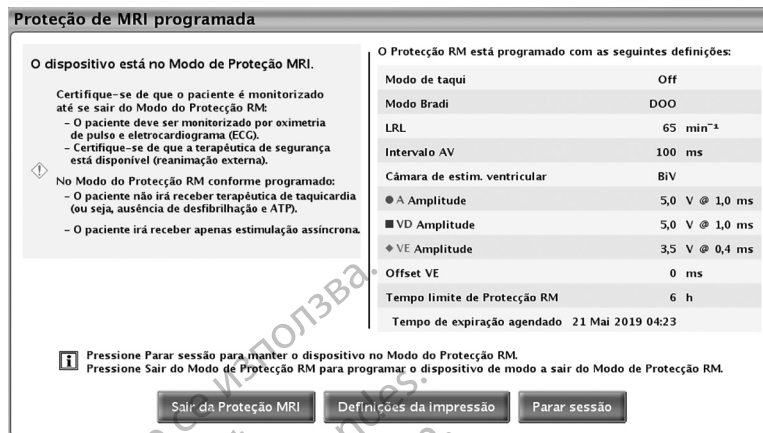 Proteção de MRI programada
O dispositivo está no Modo de Proteção MRI.
Certifique-se de que o paciente é monitorizado
até se sair do Modo do Protecção RM:
- O paciente deve ser monitorizado por oximetria
de pulso e eletrocardiograma (ECG).
- Certifique-se de que a terapêutica de segurança
está disponível (reanimação externa).
No Modo do Protecção RM conforme programado:
- O paciente não irá receber terapêutica de taquicardia
(ou seja, ausência de desfibrilhação e ATP).
- O paciente irá receber apenas estimulação assíncrona.
O Protecção RM está programado com as seguintes definições:
Modo de taqui Off
Modo Bradi DOO
LRL 65 min⁻¹
Intervalo AV 100 ms
Câmara de estim. ventricular BiV
A Amplitude 5,0 V @ 1,0 ms
VD Amplitude 5,0 V @ 1,0 ms
VE Amplitude 3,5 V @ 0,4 ms
Offset VE 0 ms
Tempo limite de Protecção RM 6 h
Tempo de expiração agendado 21 Mai 2019 04:23
Pressione Parar sessão para manter o dispositivo no Modo do Protecção RM.
Pressione Sair do Modo de Protecção RM para programar o dispositivo de modo a sair do Modo de Protecção RM.
Sair da Proteção MRI
Definições da impressão
Parar sessão
се използва.